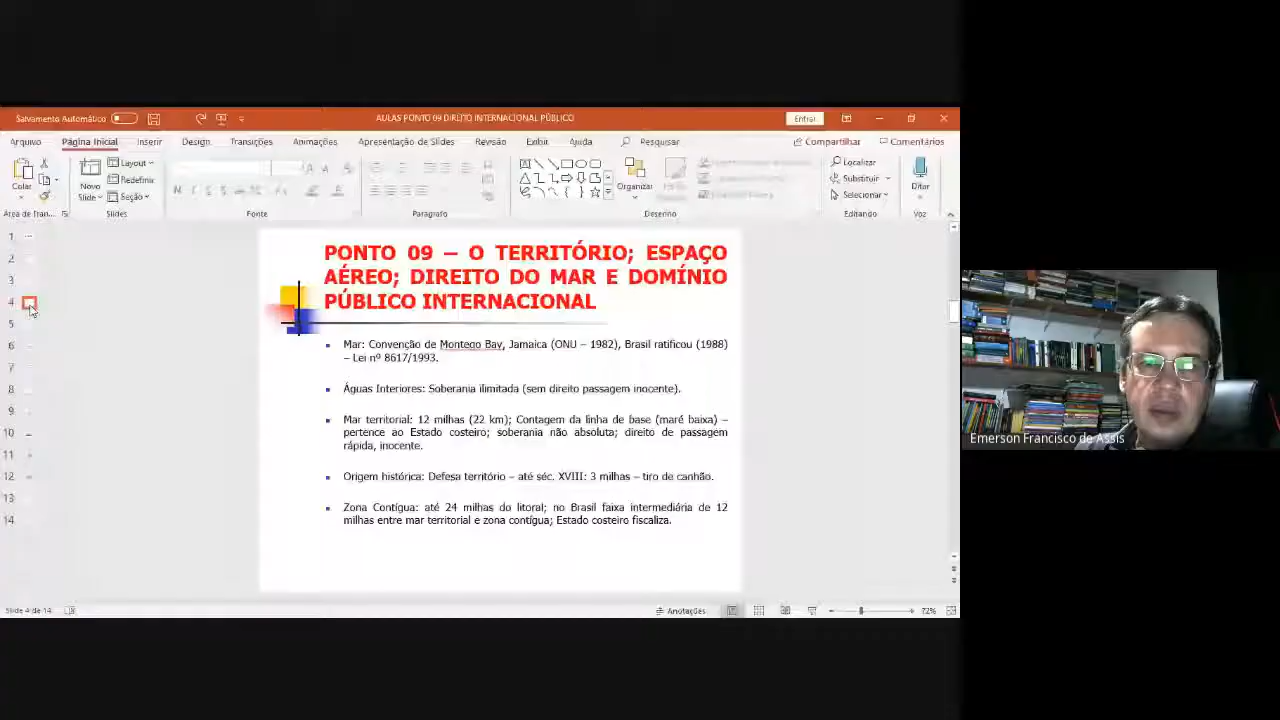 Salvamento Automático
AULAS PONTO 09 DIREITO INTERNACIONAL PÚBLICO
Entrar
Arquivo Página Inicial Inserir Design Transições Animações Apresentação de Slides Revisão Exibir Ajuda Pesquisar Compartilhar Comentários
Colar
Novo
Slide
Layout
Redefinir
Seção
Organizar
Localizar
Substituir
Selecionar
Ditar
Área de Tran... Slides Fonte Parágrafo Desenho Editando Voz
1
2
3
4
5
6
7
8
9
10
11
12
13
14
PONTO 09 – O TERRITÓRIO; ESPAÇO
AÉREO; DIREITO DO MAR E DOMÍNIO
PÚBLICO INTERNACIONAL
Mar: Convenção de Montego Bay, Jamaica (ONU – 1982), Brasil ratificou (1988)
– Lei nº 8617/1993.
Águas Interiores: Soberania ilimitada (sem direito passagem inocente).
Mar territorial: 12 milhas (22 km); Contagem da linha de base (maré baixa) –
pertence ao Estado costeiro; soberania não absoluta; direito de passagem
rápida, inocente.
Origem histórica: Defesa território – até séc. XVIII: 3 milhas – tiro de canhão.
Zona Contígua: até 24 milhas do litoral; no Brasil faixa intermediária de 12
milhas entre mar territorial e zona contígua; Estado costeiro fiscaliza.
Slide 4 de 14
Anotações
72%
Emerson Francisco de Assis